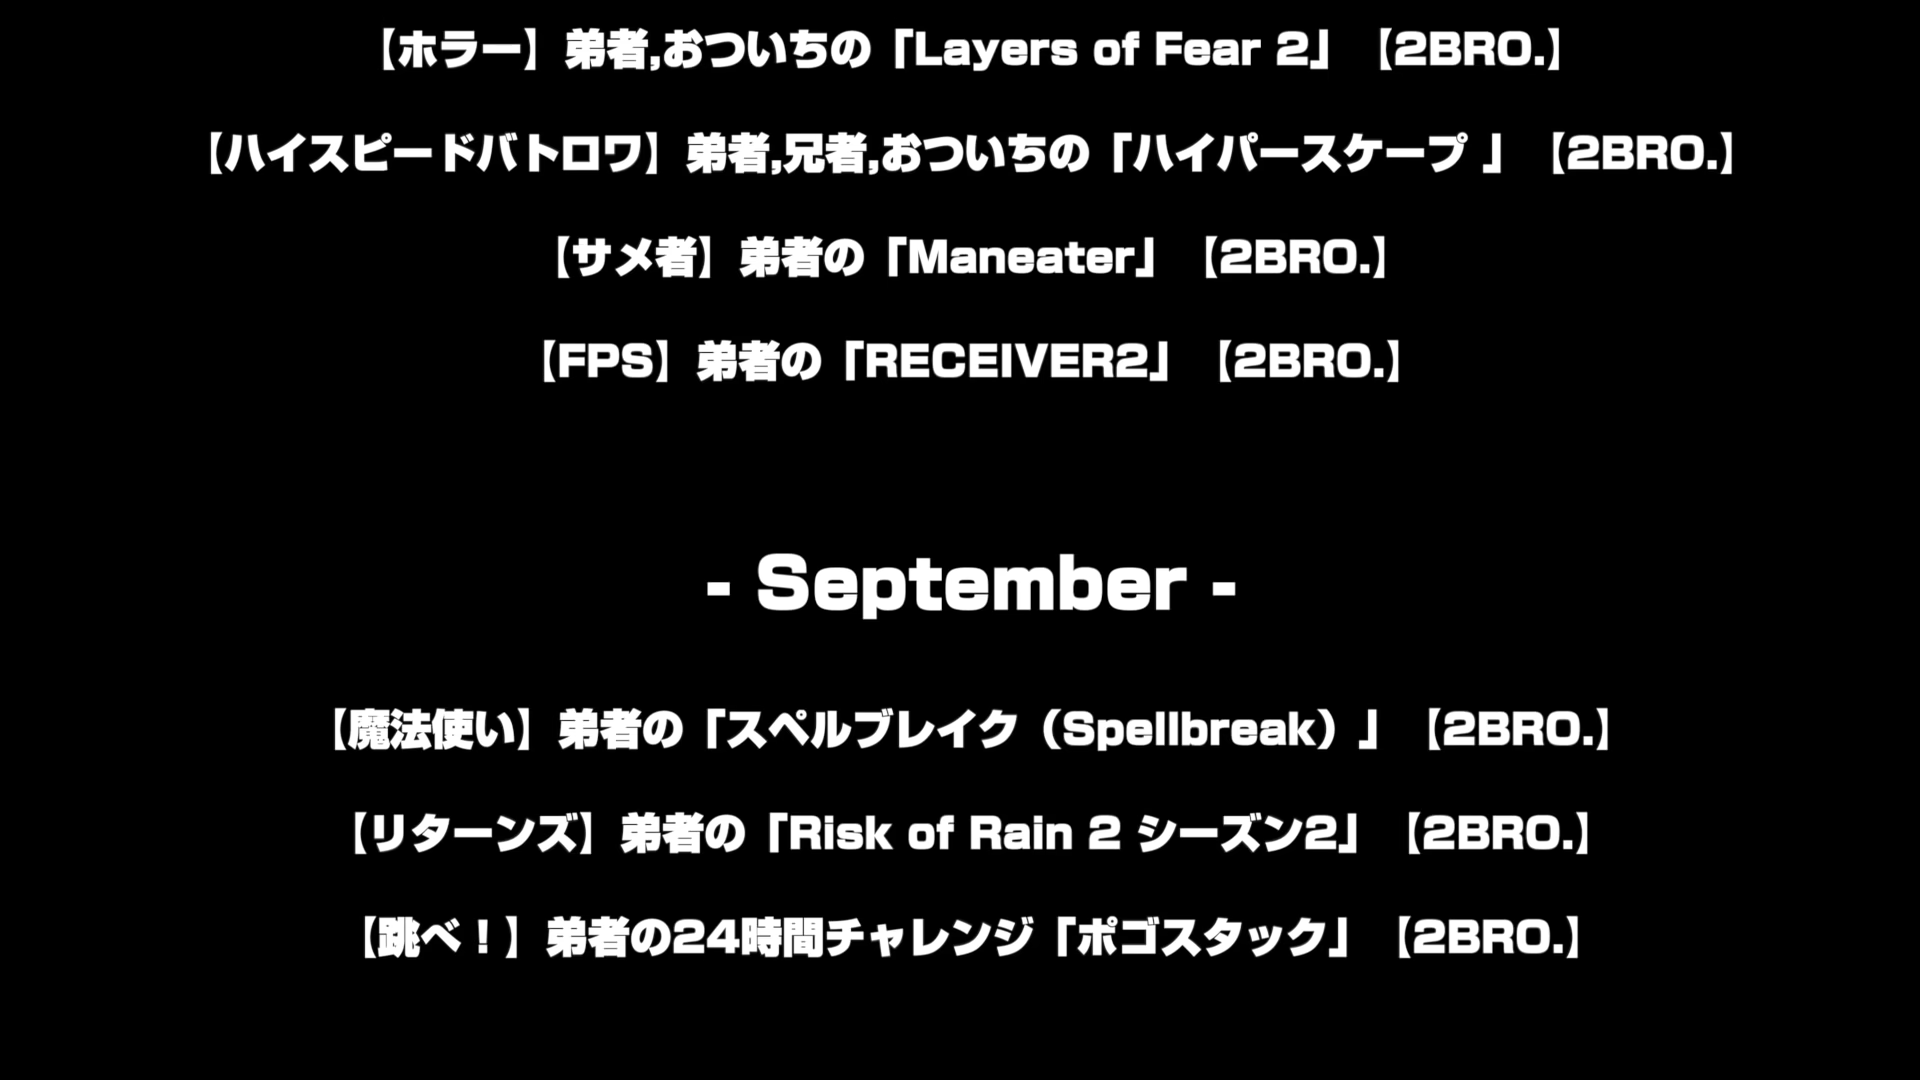 【ホラー】弟者,おついちの「Layers of Fear 2」【2BRO.】
【ハイスピードバトロワ】弟者,兄者,おついちの「ハイパースケープ 」【2BRO.】
【サメ者】弟者の「Maneater」【2BRO.】
【FPS】弟者の「RECEIVER2」【2BRO.】
- September -
【魔法使い】弟者の「スペルブレイク（Spellbreak）」【2BRO.】
【リターンズ】弟者の「Risk of Rain 2 シーズン2」【2BRO.】
【跳べ！】弟者の24時間チャレンジ「ポゴスタック」【2BRO.】